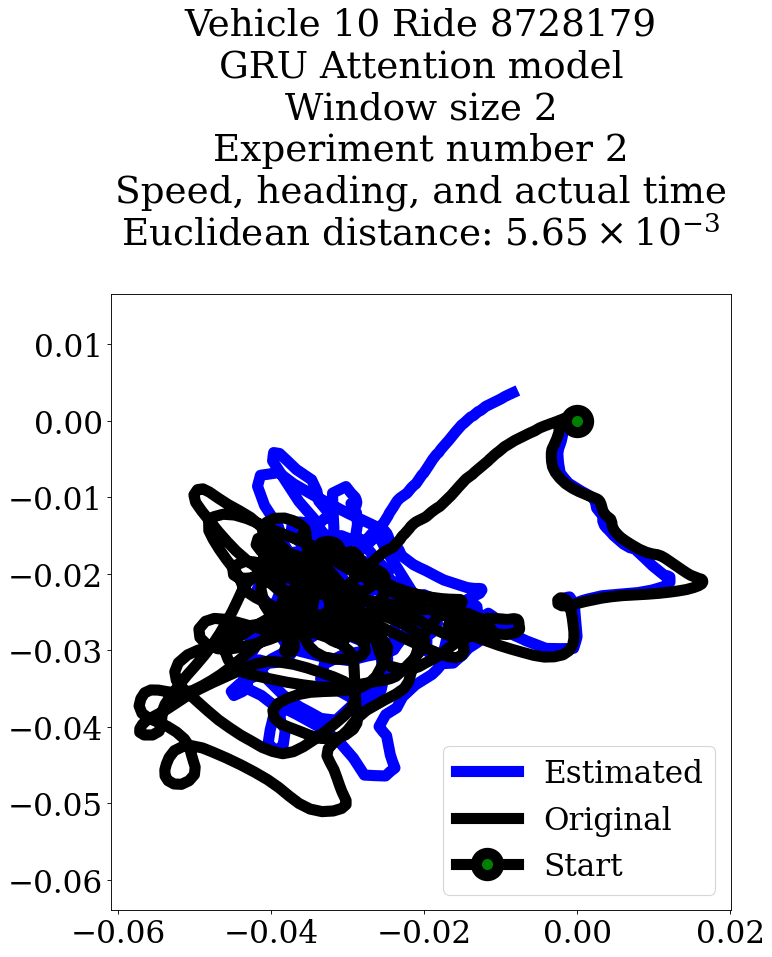 Vehicle 10 Ride 8728179
GRU Attention model
Window size 2
Experiment number 2
Speed, heading, and actual time
Euclidean distance: 5.65 × 10⁻³
0.01
0.00
−0.01
−0.02
−0.03
−0.04
−0.05
−0.06
Estimated
Original
Start
−0.06 −0.04 −0.02 0.00 0.02